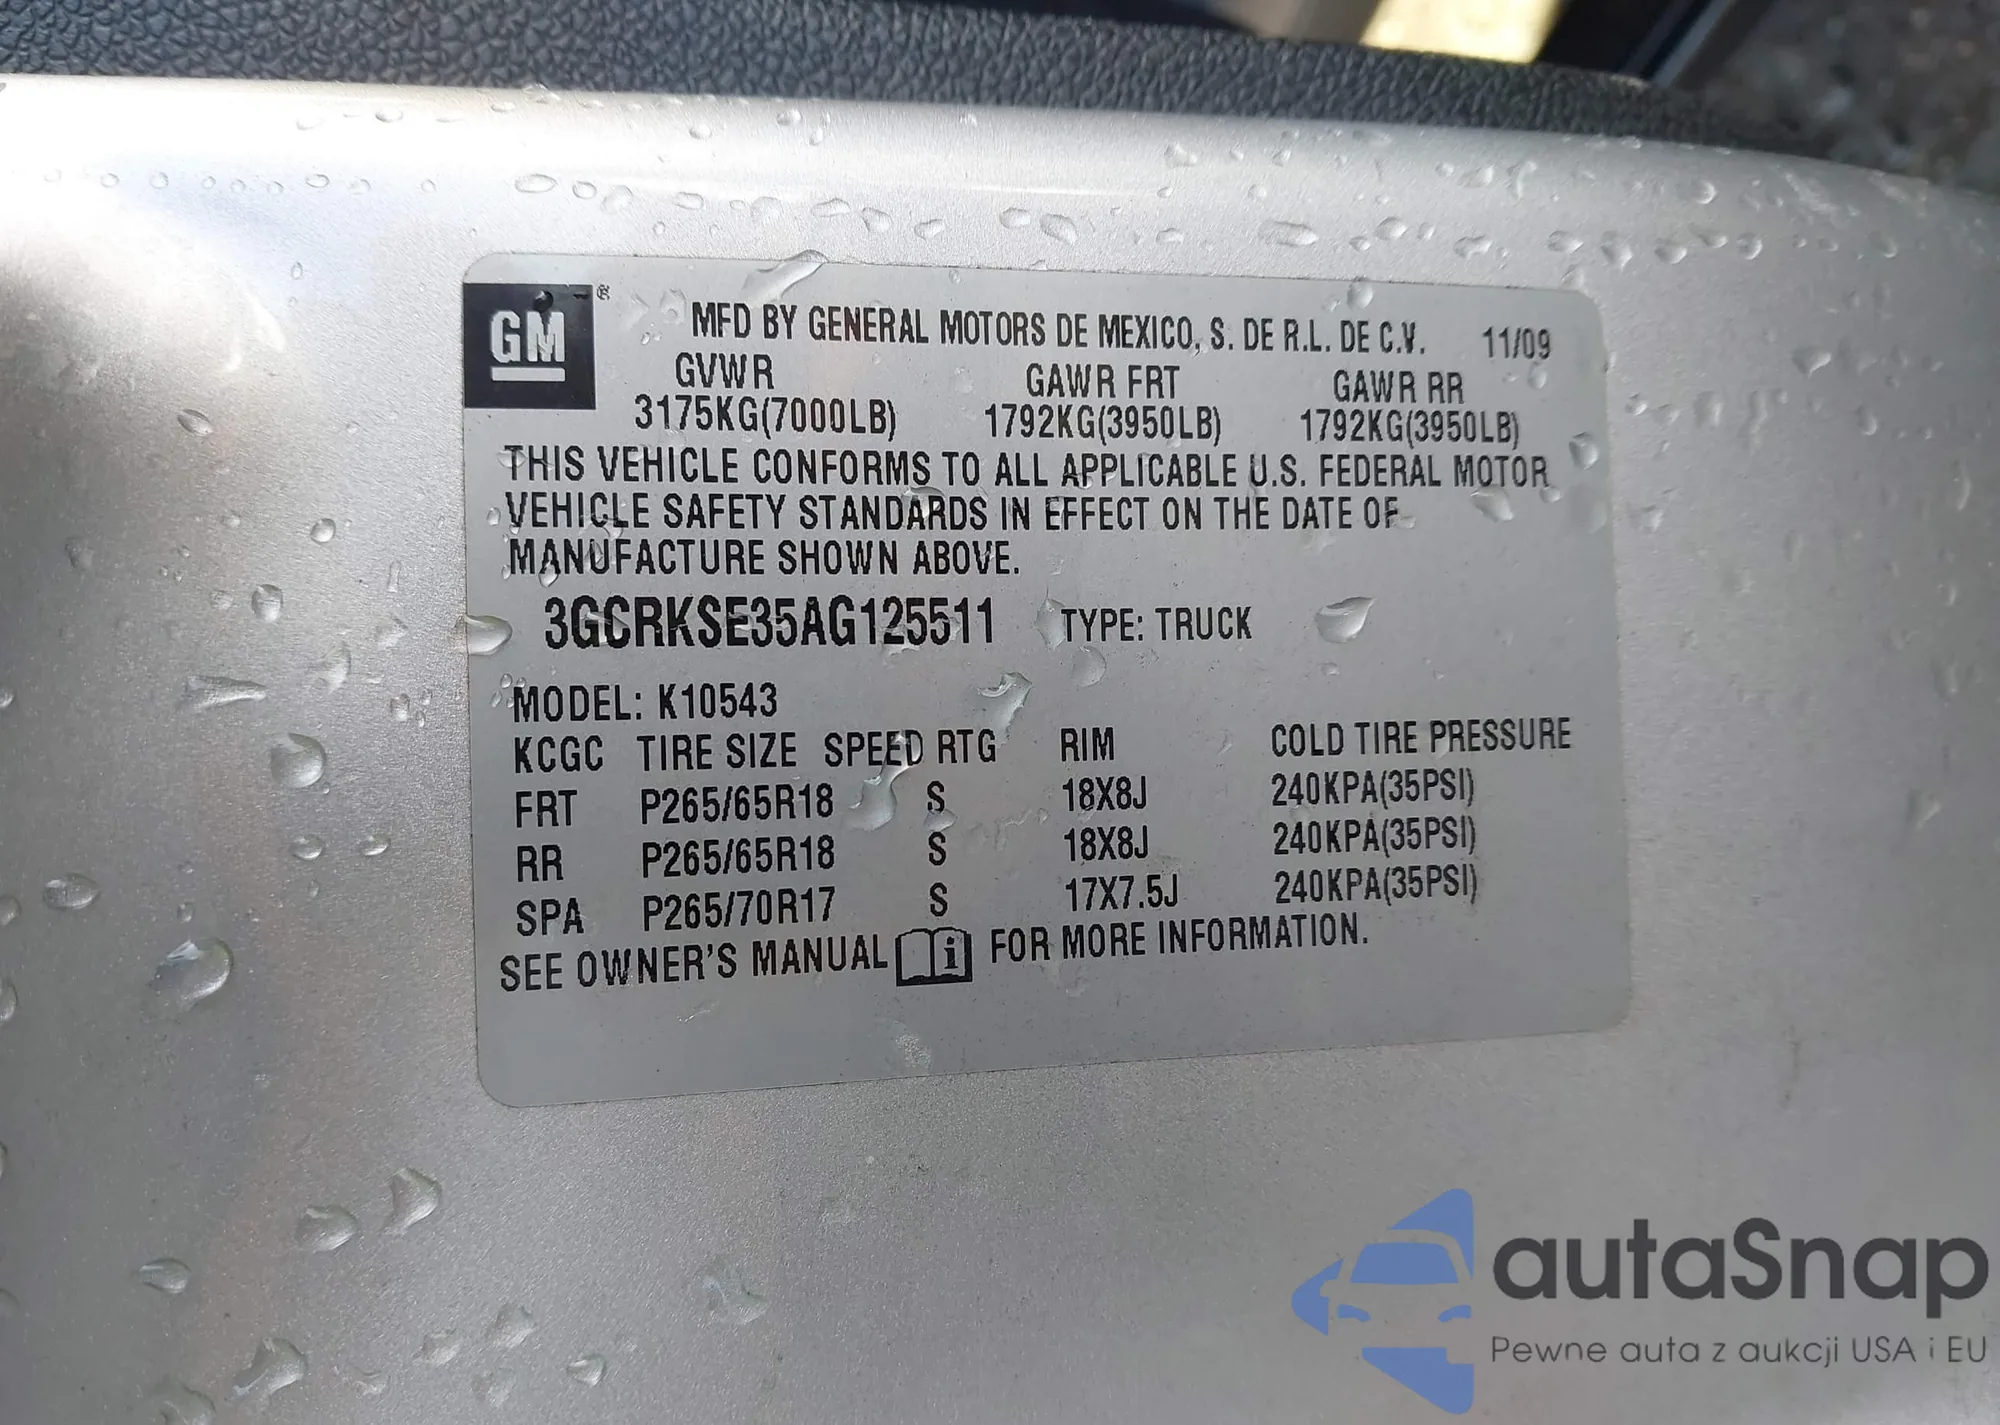 GM ®
MFD BY GENERAL MOTORS DE MEXICO, S. DE R.L. DE C.V. 11/09
GVWR GAWR FRT GAWR RR
3175KG(7000LB) 1792KG(3950LB) 1792KG(3950LB)
THIS VEHICLE CONFORMS TO ALL APPLICABLE U.S. FEDERAL MOTOR
VEHICLE SAFETY STANDARDS IN EFFECT ON THE DATE OF
MANUFACTURE SHOWN ABOVE.
3GCRKSE35AG125511 TYPE: TRUCK
MODEL: K10543
KCGC TIRE SIZE SPEED RTG RIM COLD TIRE PRESSURE
FRT P265/65R18 S 18X8J 240KPA(35PSI)
RR P265/65R18 S 18X8J 240KPA(35PSI)
SPA P265/70R17 S 17X7.5J 240KPA(35PSI)
SEE OWNER'S MANUAL i FOR MORE INFORMATION.
autaSnap
Pewne auta z aukcji USA i EU